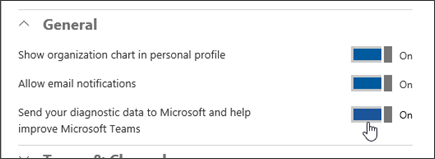 General
Show organization chart in personal profile
On
Allow email notifications
On
Send your diagnostic data to Microsoft and help
improve Microsoft Teams
On